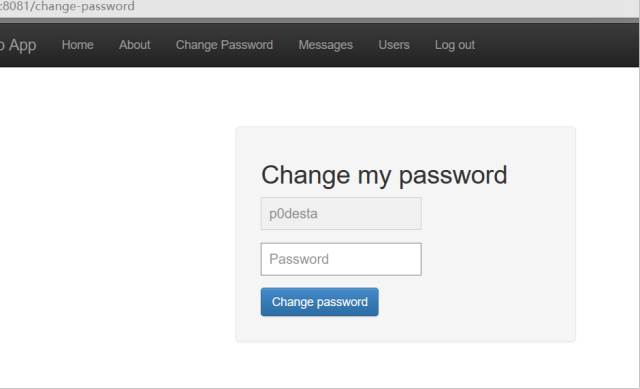 :8081/change-password
o App Home About Change Password Messages Users Log out
Change my password
p0desta
Password
Change password